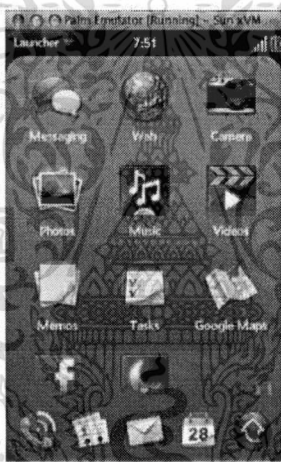 Palm Emulator [Running] – Sun xVM
Launcher 7:51
Messaging Web Camera
Photos Music Videos
Memos Tasks Google Maps
28